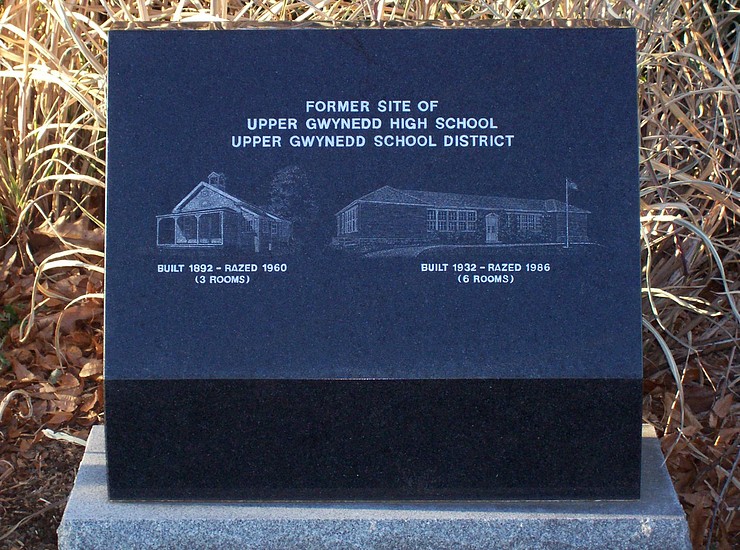 FORMER SITE OF
UPPER GWYNEDD HIGH SCHOOL
UPPER GWYNEDD SCHOOL DISTRICT
BUILT 1892 – RAZED 1960
(3 ROOMS)
BUILT 1932 – RAZED 1986
(6 ROOMS)